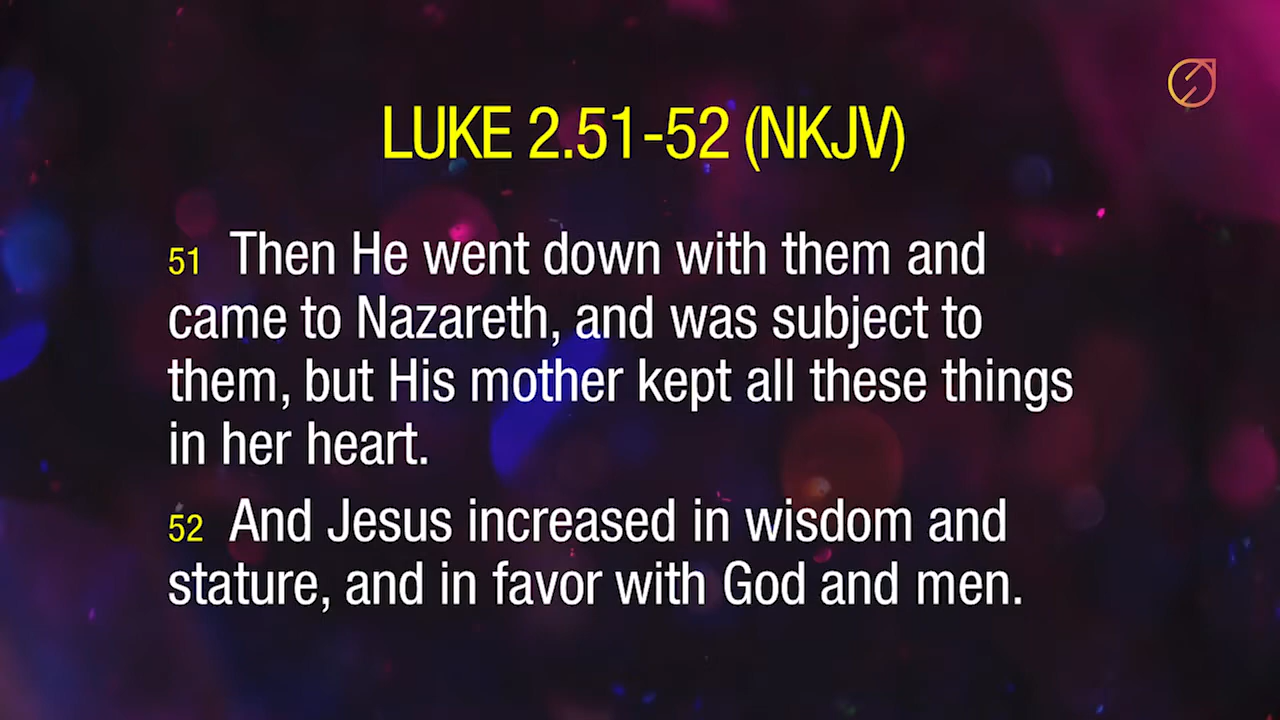 LUKE 2.51-52 (NKJV)
51 Then He went down with them and
came to Nazareth, and was subject to
them, but His mother kept all these things
in her heart.
52 And Jesus increased in wisdom and
stature, and in favor with God and men.